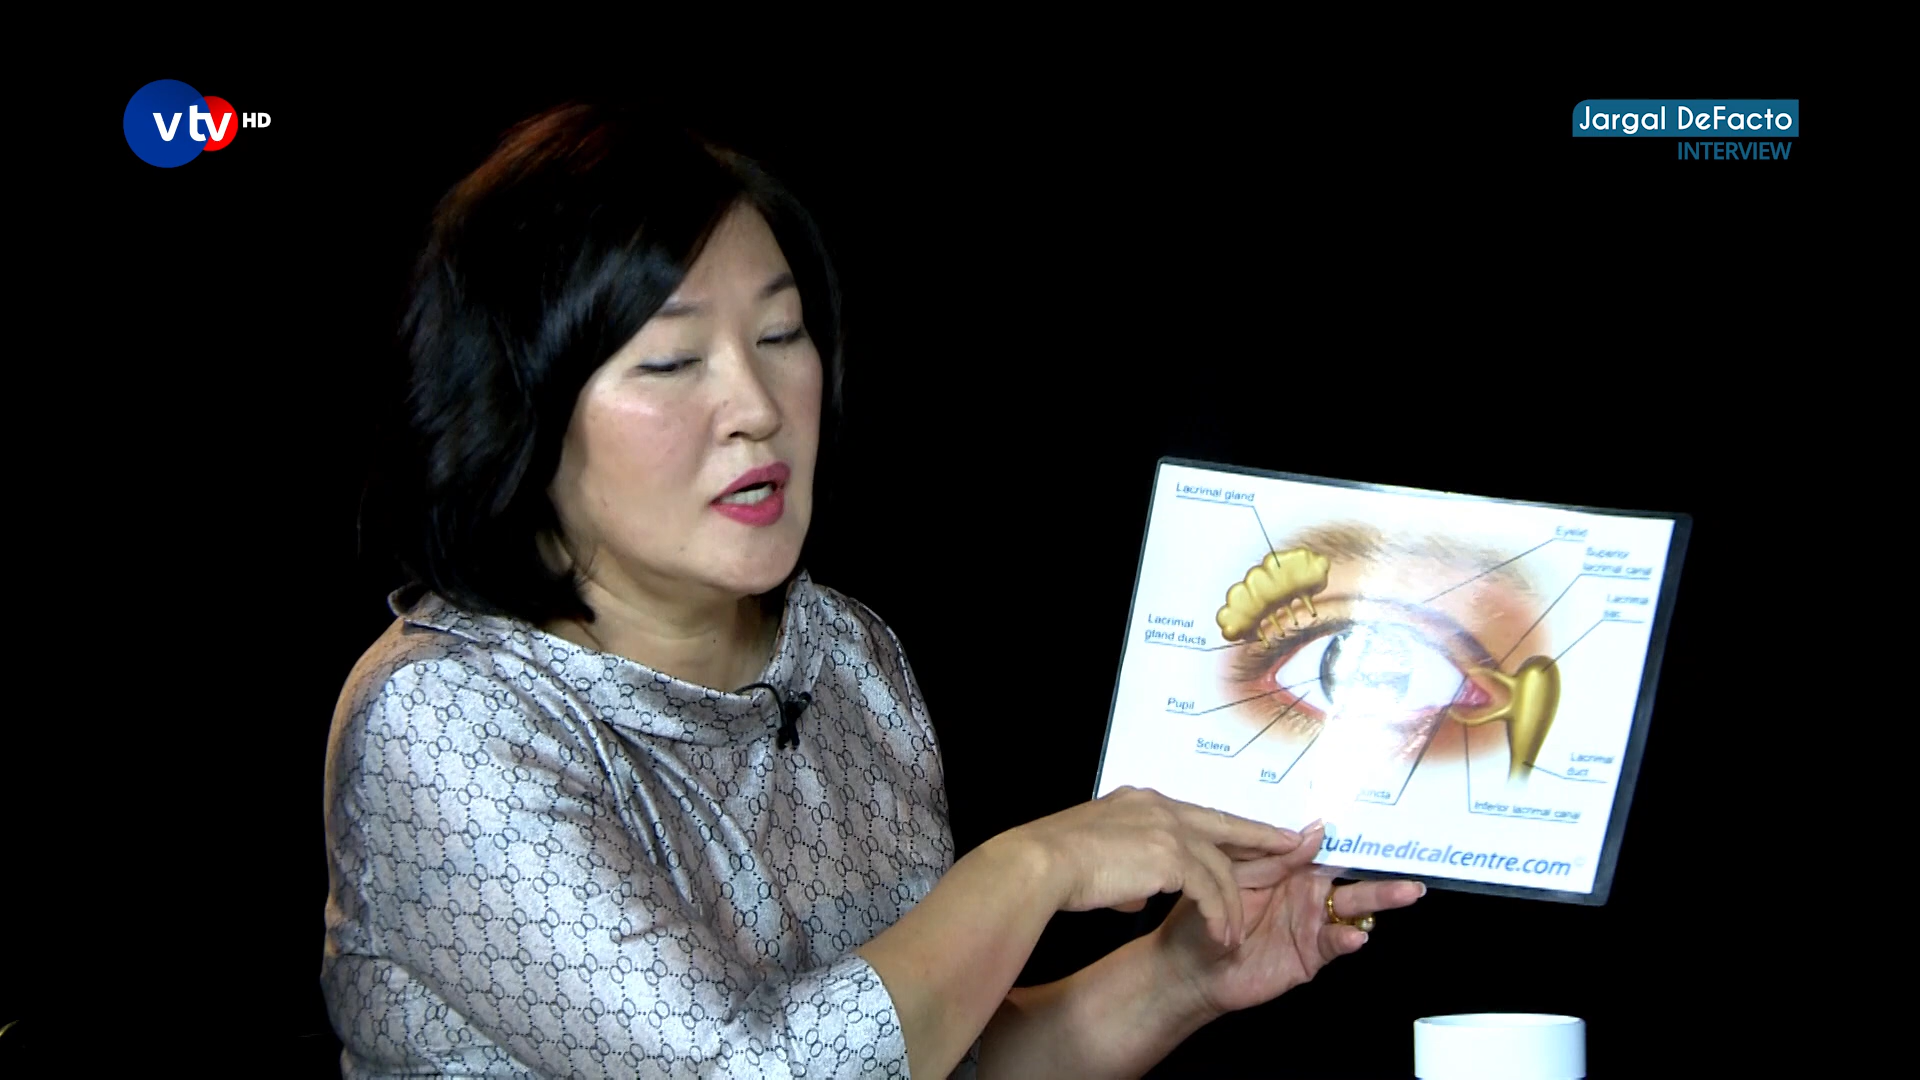 vtv HD
Jargal DeFacto
INTERVIEW
Lacrimal gland
Eyelid
Superior
lacrimal canal
Lacrimal
sac
Lacrimal
gland ducts
Pupil
Sclera
Iris
Lacrimal
duct
Inferior lacrimal canal
tualmedicalcentre.com